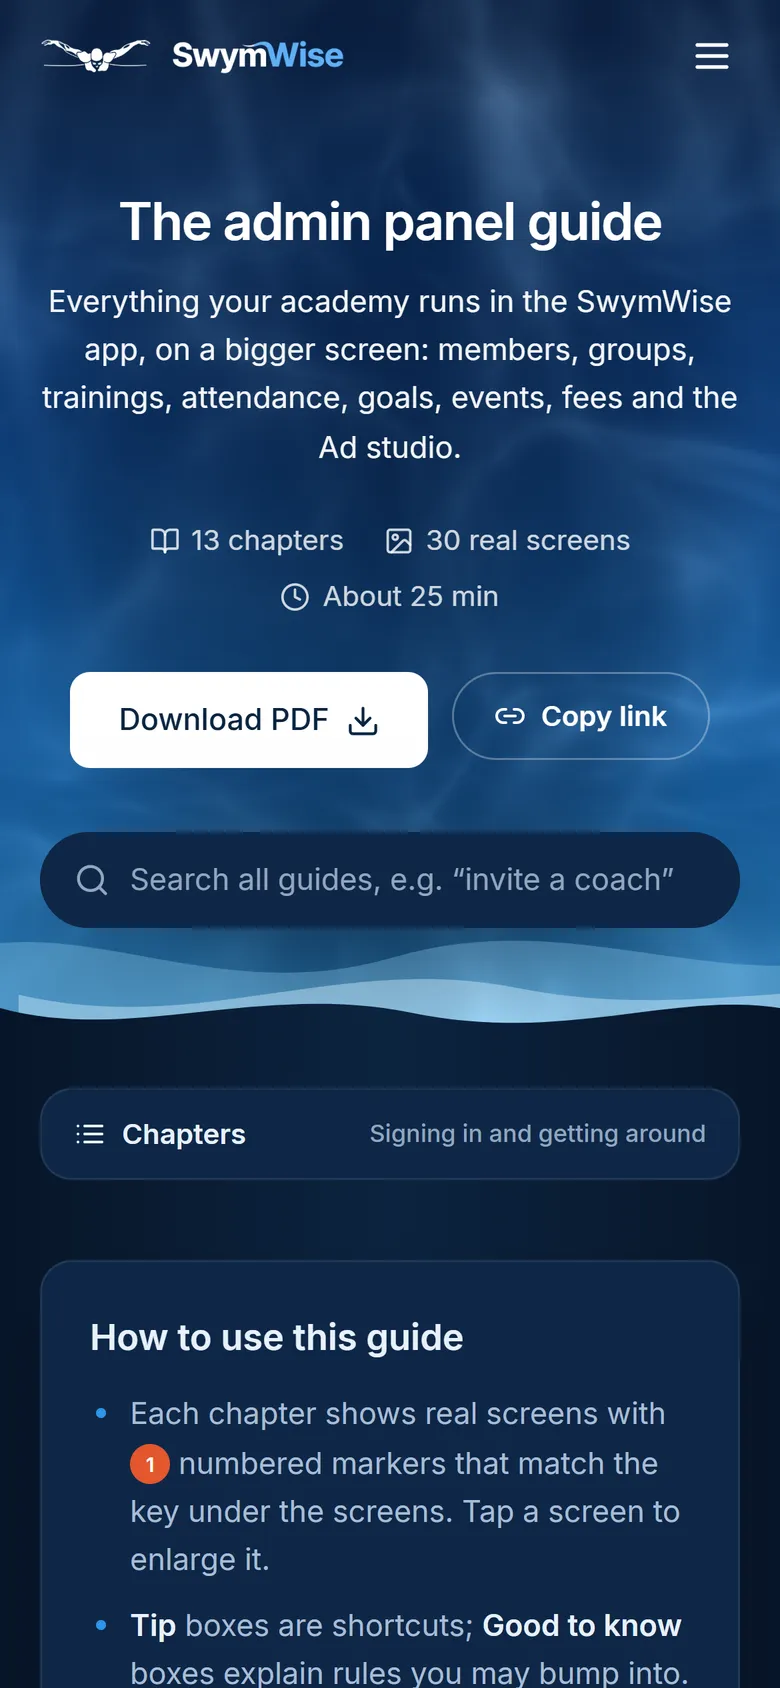 SwymWise
The admin panel guide
Everything your academy runs in the SwymWise
app, on a bigger screen: members, groups,
trainings, attendance, goals, events, fees and the
Ad studio.
13 chapters
30 real screens
About 25 min
Download PDF
Copy link
Search all guides, e.g. “invite a coach”
Chapters
Signing in and getting around
How to use this guide
Each chapter shows real screens with
1 numbered markers that match the
key under the screens. Tap a screen to
enlarge it.
Tip boxes are shortcuts; Good to know
boxes explain rules you may bump into.